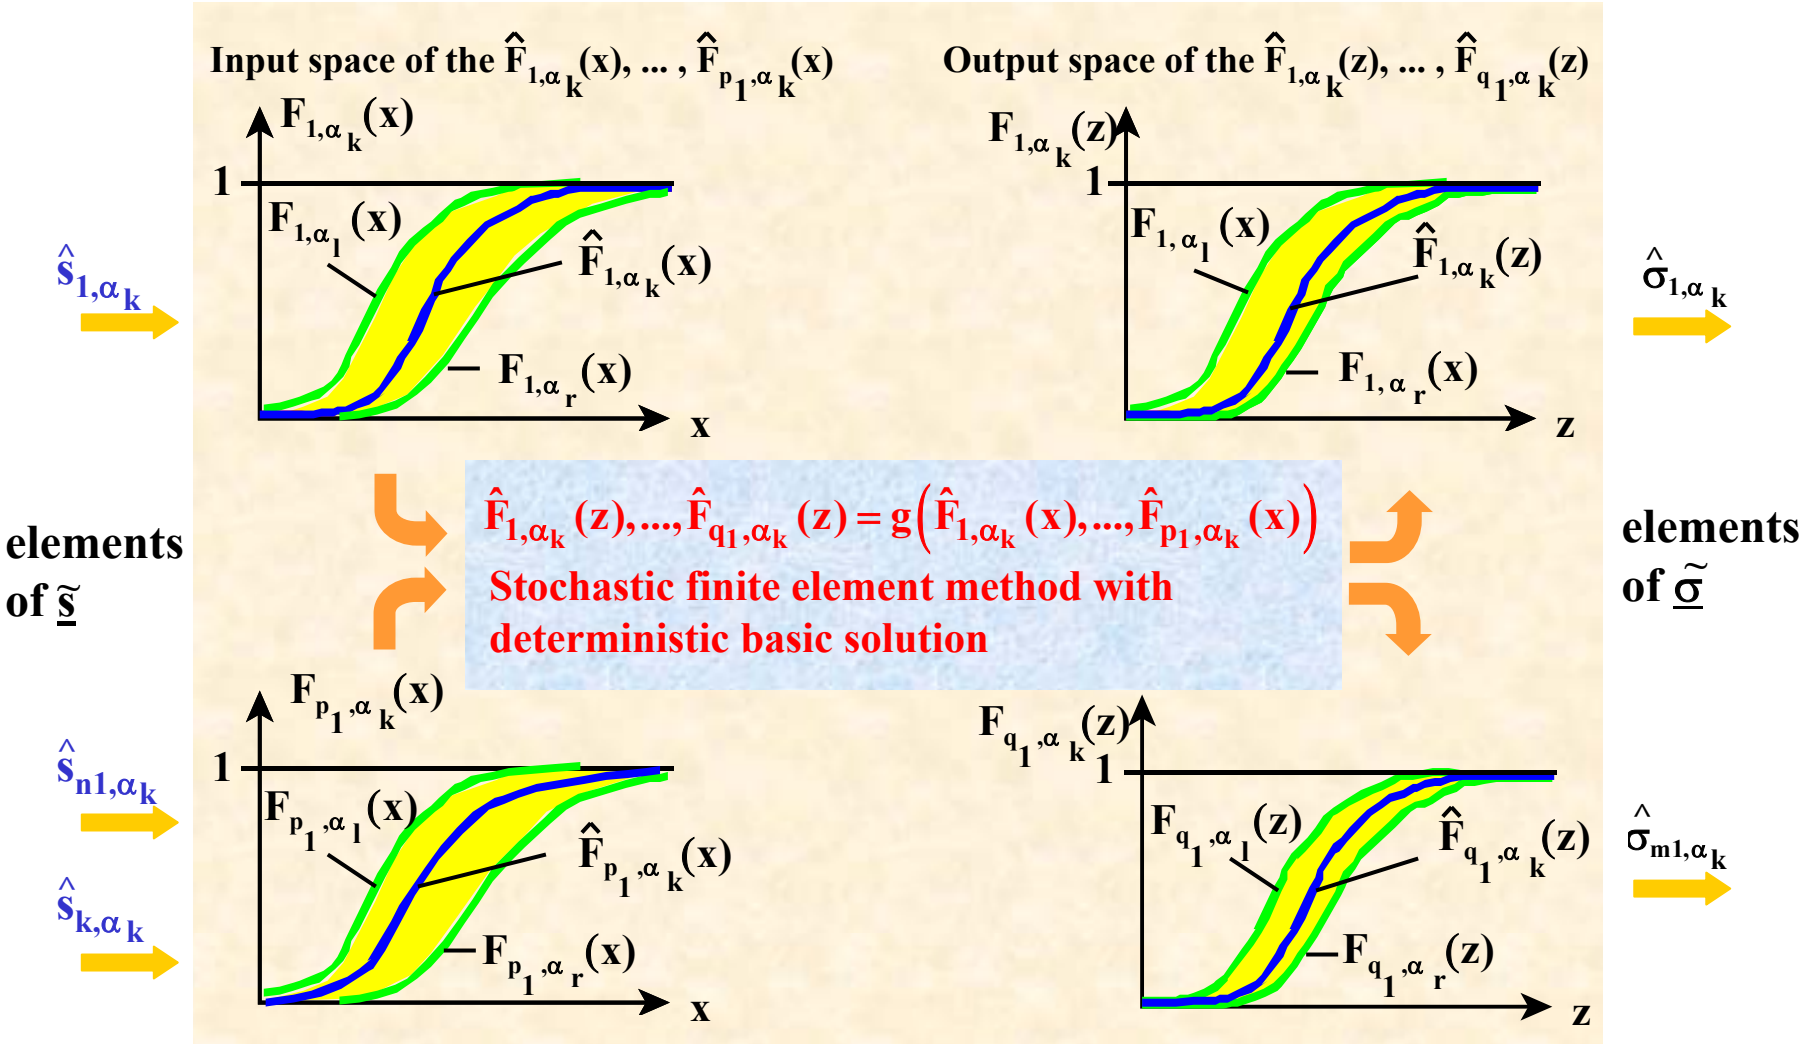 Input space of the F̂₁,αₖ(x), ... , F̂p₁,αₖ(x)
Output space of the F̂₁,αₖ(z), ... , F̂q₁,αₖ(z)
F₁,αₖ(x)
1
F₁,αₗ(x)
F̂₁,αₖ(x)
F₁,αᵣ(x)
x
F₁,αₖ(z)
1
F₁,αₗ(x)
F̂₁,αₖ(z)
F₁,αᵣ(x)
z
ŝ₁,αₖ
σ̂₁,αₖ
elements
of s̲̃
F̂₁,αₖ(z),...,F̂q₁,αₖ(z) = g(F̂₁,αₖ(x),...,F̂p₁,αₖ(x))
Stochastic finite element method with
deterministic basic solution
elements
of σ̲̃
Fp₁,αₖ(x)
1
Fp₁,αₗ(x)
F̂p₁,αₖ(x)
Fp₁,αᵣ(x)
x
Fq₁,αₖ(z)
1
Fq₁,αₗ(z)
F̂q₁,αₖ(z)
Fq₁,αᵣ(z)
z
ŝn1,αₖ
ŝk,αₖ
σ̂m1,αₖ